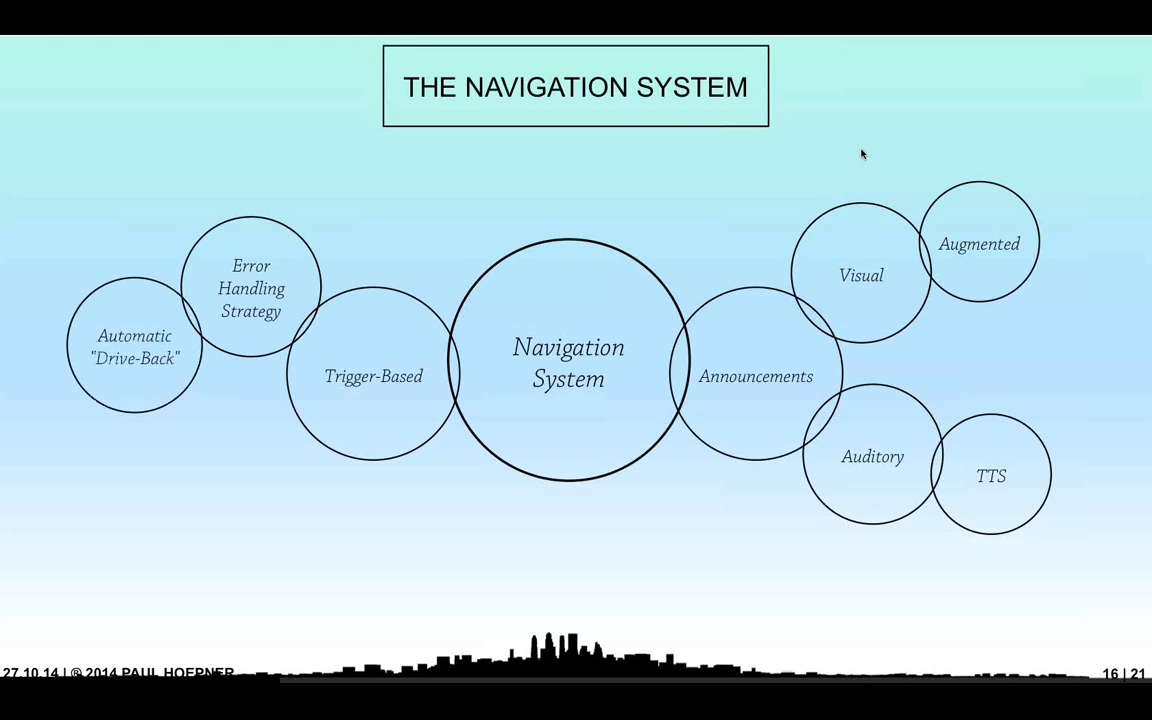 THE NAVIGATION SYSTEM
Error
Handling
Strategy
Automatic
"Drive-Back"
Trigger-Based
Navigation
System
Announcements
Visual
Augmented
Auditory
TTS
27.10.14 | ® 2014 PAUL HOEPNER
16 | 21